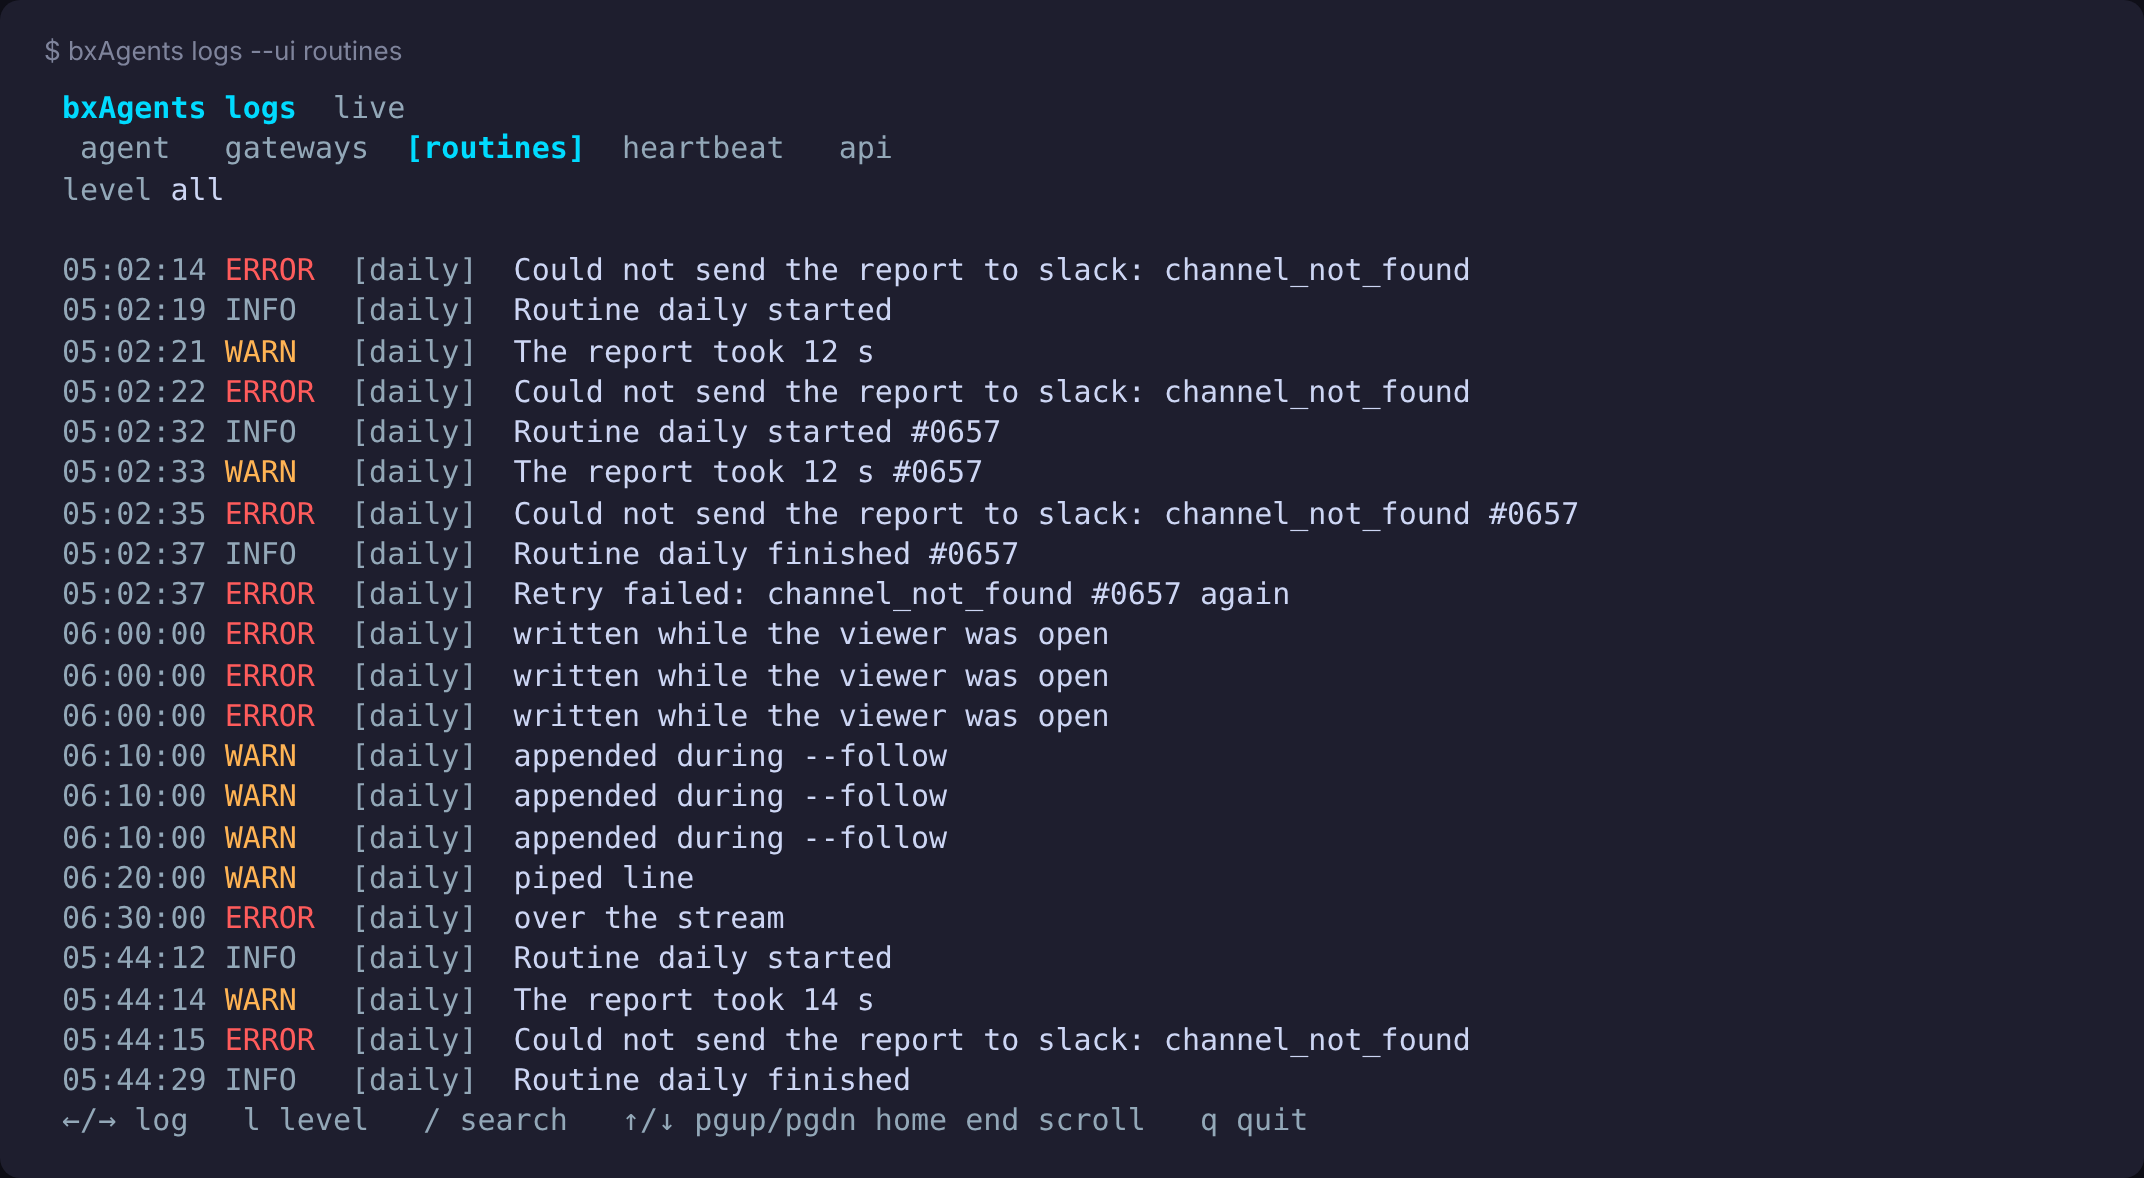 $ bxAgents logs --ui routines
bxAgents logs  live
agent   gateways  [routines]  heartbeat   api
level all
05:02:14 ERROR  [daily]  Could not send the report to slack: channel_not_found
05:02:19 INFO   [daily]  Routine daily started
05:02:21 WARN   [daily]  The report took 12 s
05:02:22 ERROR  [daily]  Could not send the report to slack: channel_not_found
05:02:32 INFO   [daily]  Routine daily started #0657
05:02:33 WARN   [daily]  The report took 12 s #0657
05:02:35 ERROR  [daily]  Could not send the report to slack: channel_not_found #0657
05:02:37 INFO   [daily]  Routine daily finished #0657
05:02:37 ERROR  [daily]  Retry failed: channel_not_found #0657 again
06:00:00 ERROR  [daily]  written while the viewer was open
06:00:00 ERROR  [daily]  written while the viewer was open
06:00:00 ERROR  [daily]  written while the viewer was open
06:10:00 WARN   [daily]  appended during --follow
06:10:00 WARN   [daily]  appended during --follow
06:10:00 WARN   [daily]  appended during --follow
06:20:00 WARN   [daily]  piped line
06:30:00 ERROR  [daily]  over the stream
05:44:12 INFO   [daily]  Routine daily started
05:44:14 WARN   [daily]  The report took 14 s
05:44:15 ERROR  [daily]  Could not send the report to slack: channel_not_found
05:44:29 INFO   [daily]  Routine daily finished
←/→ log   l level   / search   ↑/↓ pgup/pgdn home end scroll   q quit